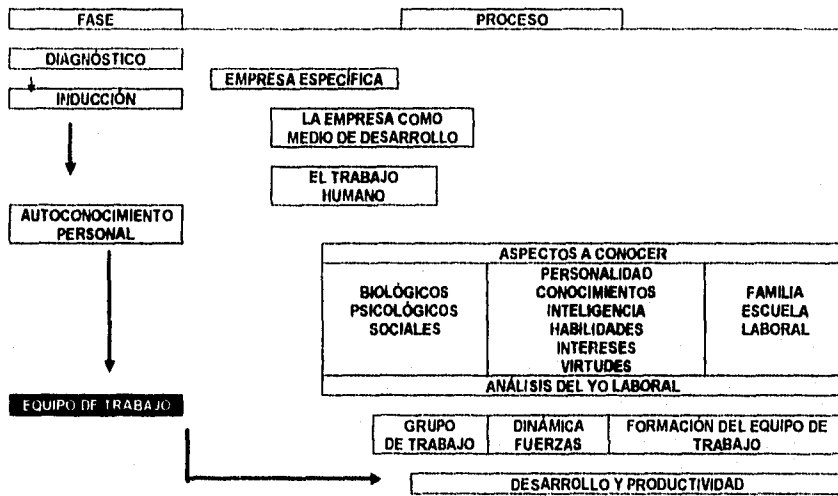 FASE
PROCESO
DIAGNÓSTICO
EMPRESA ESPECÍFICA
INDUCCIÓN
LA EMPRESA COMO
MEDIO DE DESARROLLO
EL TRABAJO
HUMANO
AUTOCONOCIMIENTO
PERSONAL
ASPECTOS A CONOCER
BIOLÓGICOS
PSICOLÓGICOS
SOCIALES
PERSONALIDAD
CONOCIMIENTOS
INTELIGENCIA
HABILIDADES
INTERESES
VIRTUDES
FAMILIA
ESCUELA
LABORAL
ANÁLISIS DEL YO LABORAL
EQUIPO DE TRABAJO
GRUPO
DE TRABAJO
DINÁMICA
FUERZAS
FORMACIÓN DEL EQUIPO DE
TRABAJO
DESARROLLO Y PRODUCTIVIDAD